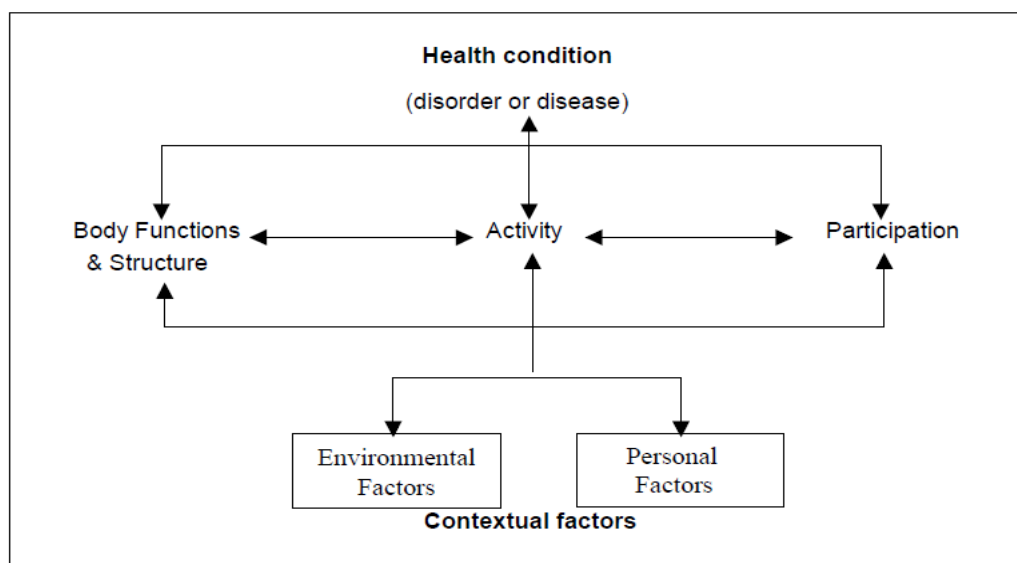 Health condition
(disorder or disease)
Body Functions
& Structure
Activity
Participation
Environmental
Factors
Personal
Factors
Contextual factors